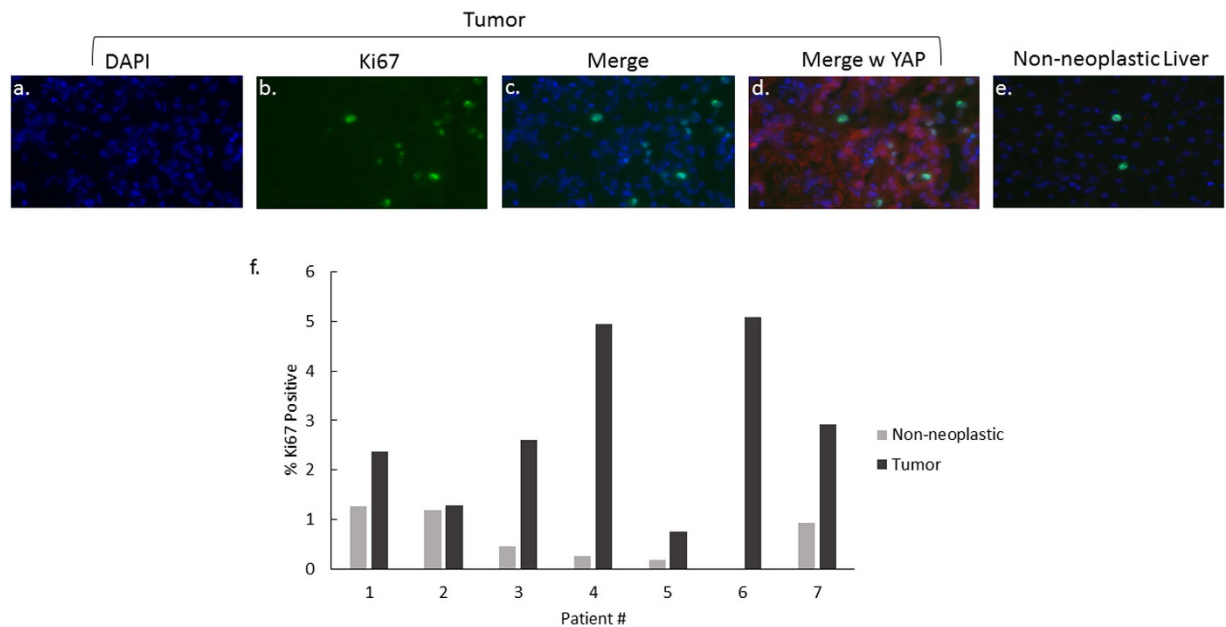 Tumor
DAPI
Ki67
Merge
Merge w YAP
Non-neoplastic Liver
a.
b.
c.
d.
e.
f.
6
5
4
3
2
1
0
% Ki67 Positive
1 2 3 4 5 6 7
Patient #
Non-neoplastic
Tumor